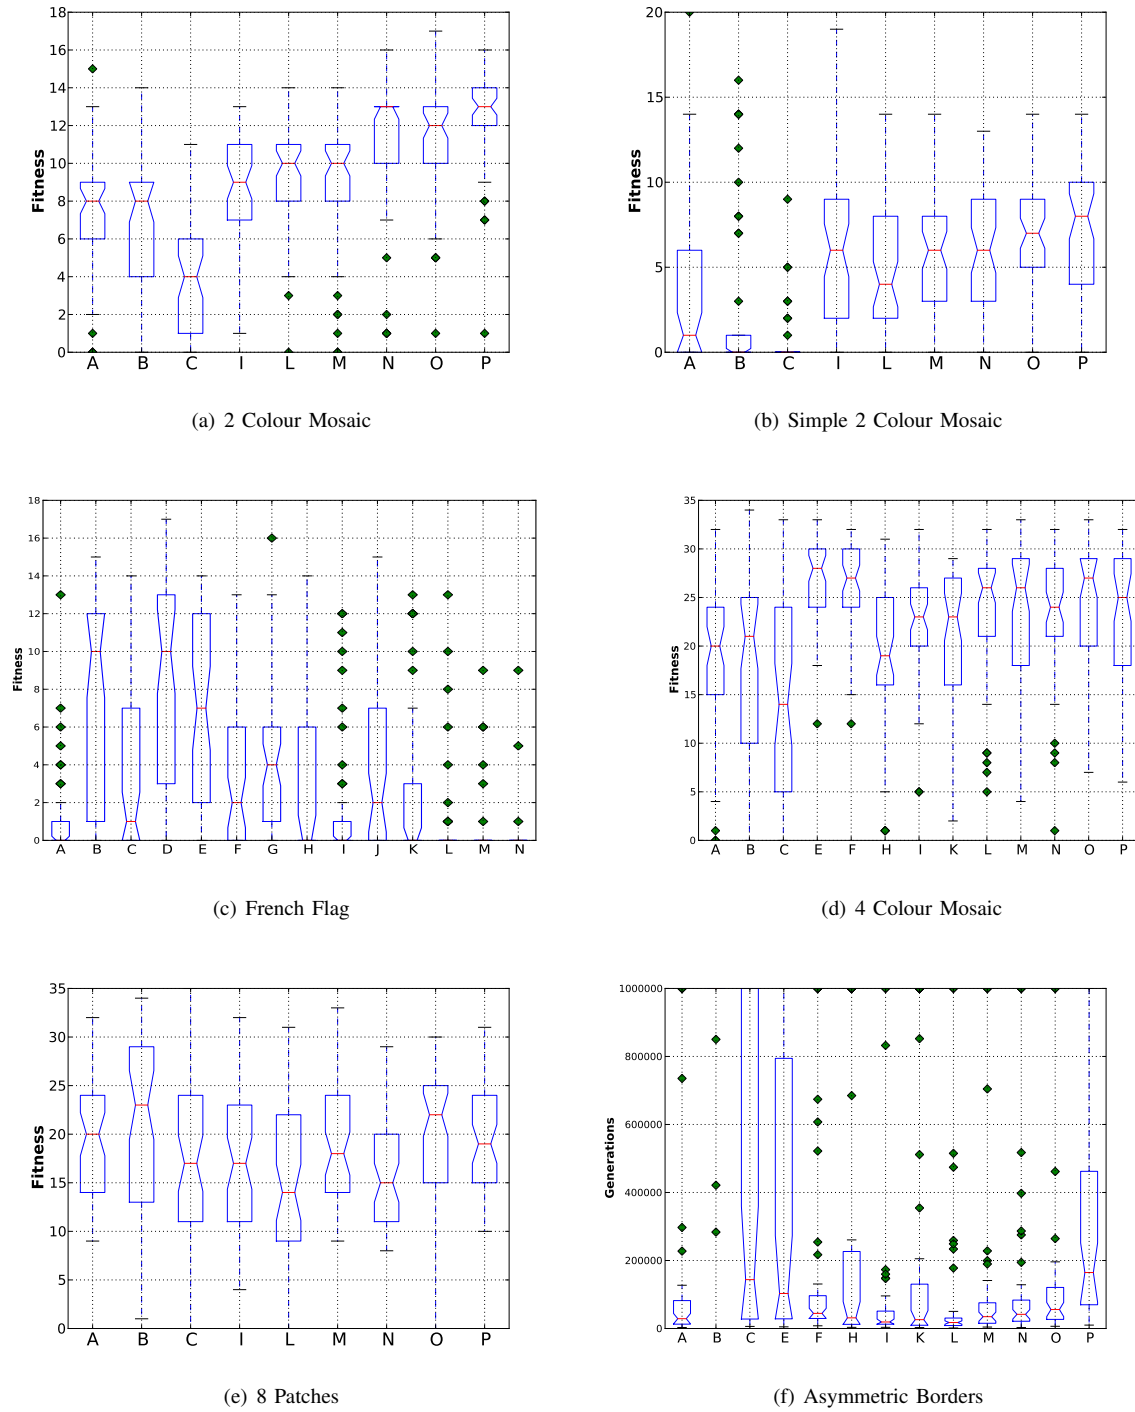 18
16
14
12
10
8
6
4
2
0
Fitness
A B C I L M N O P
(a) 2 Colour Mosaic
20
15
10
5
0
Fitness
A B C I L M N O P
(b) Simple 2 Colour Mosaic
18
16
14
12
10
8
6
4
2
0
Fitness
A B C D E F G H I J K L M N
(c) French Flag
35
30
25
20
15
10
5
0
Fitness
A B C E F H I K L M N O P
(d) 4 Colour Mosaic
35
30
25
20
15
10
5
0
Fitness
A B C I L M N O P
(e) 8 Patches
1000000
800000
600000
400000
200000
0
Generations
A B C E F H I K L M N O P
(f) Asymmetric Borders